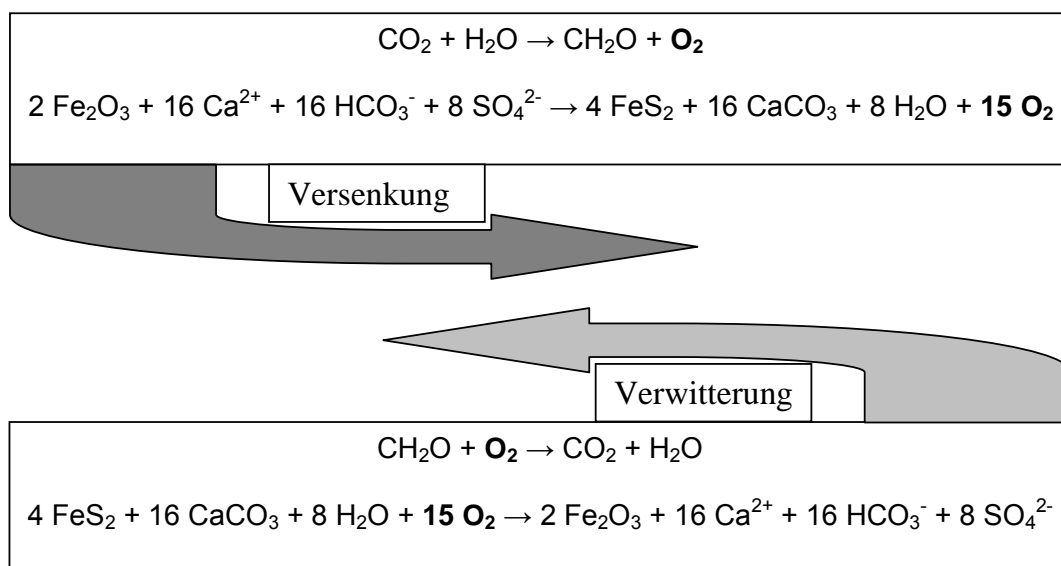 CO₂ + H₂O → CH₂O + O₂
2 Fe₂O₃ + 16 Ca²⁺ + 16 HCO₃⁻ + 8 SO₄²⁻ → 4 FeS₂ + 16 CaCO₃ + 8 H₂O + 15 O₂
Versenkung
Verwitterung
CH₂O + O₂ → CO₂ + H₂O
4 FeS₂ + 16 CaCO₃ + 8 H₂O + 15 O₂ → 2 Fe₂O₃ + 16 Ca²⁺ + 16 HCO₃⁻ + 8 SO₄²⁻